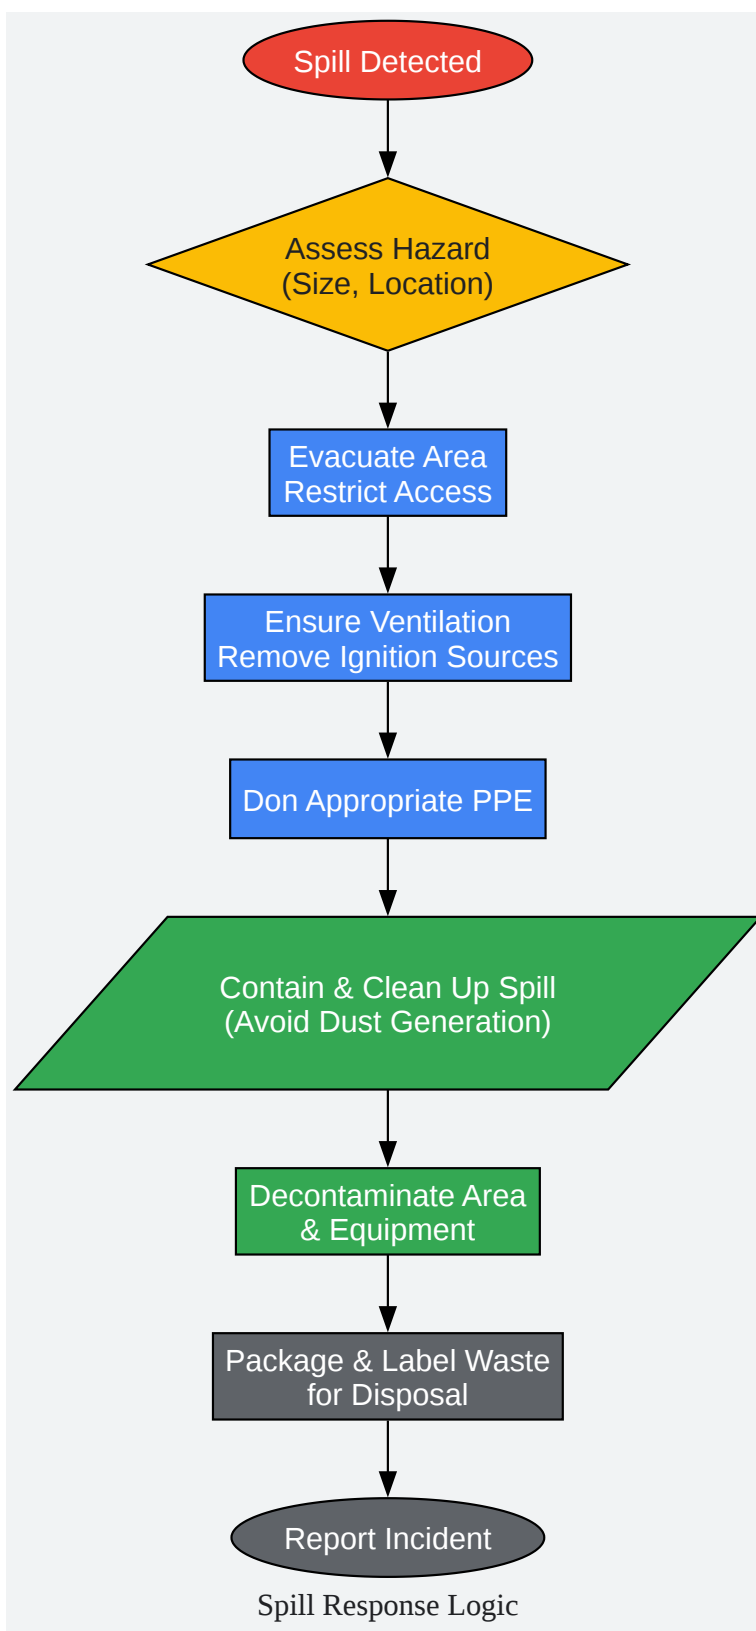 Spill Detected
Assess Hazard
(Size, Location)
Evacuate Area
Restrict Access
Ensure Ventilation
Remove Ignition Sources
Don Appropriate PPE
Contain & Clean Up Spill
(Avoid Dust Generation)
Decontaminate Area
& Equipment
Package & Label Waste
for Disposal
Report Incident
Spill Response Logic